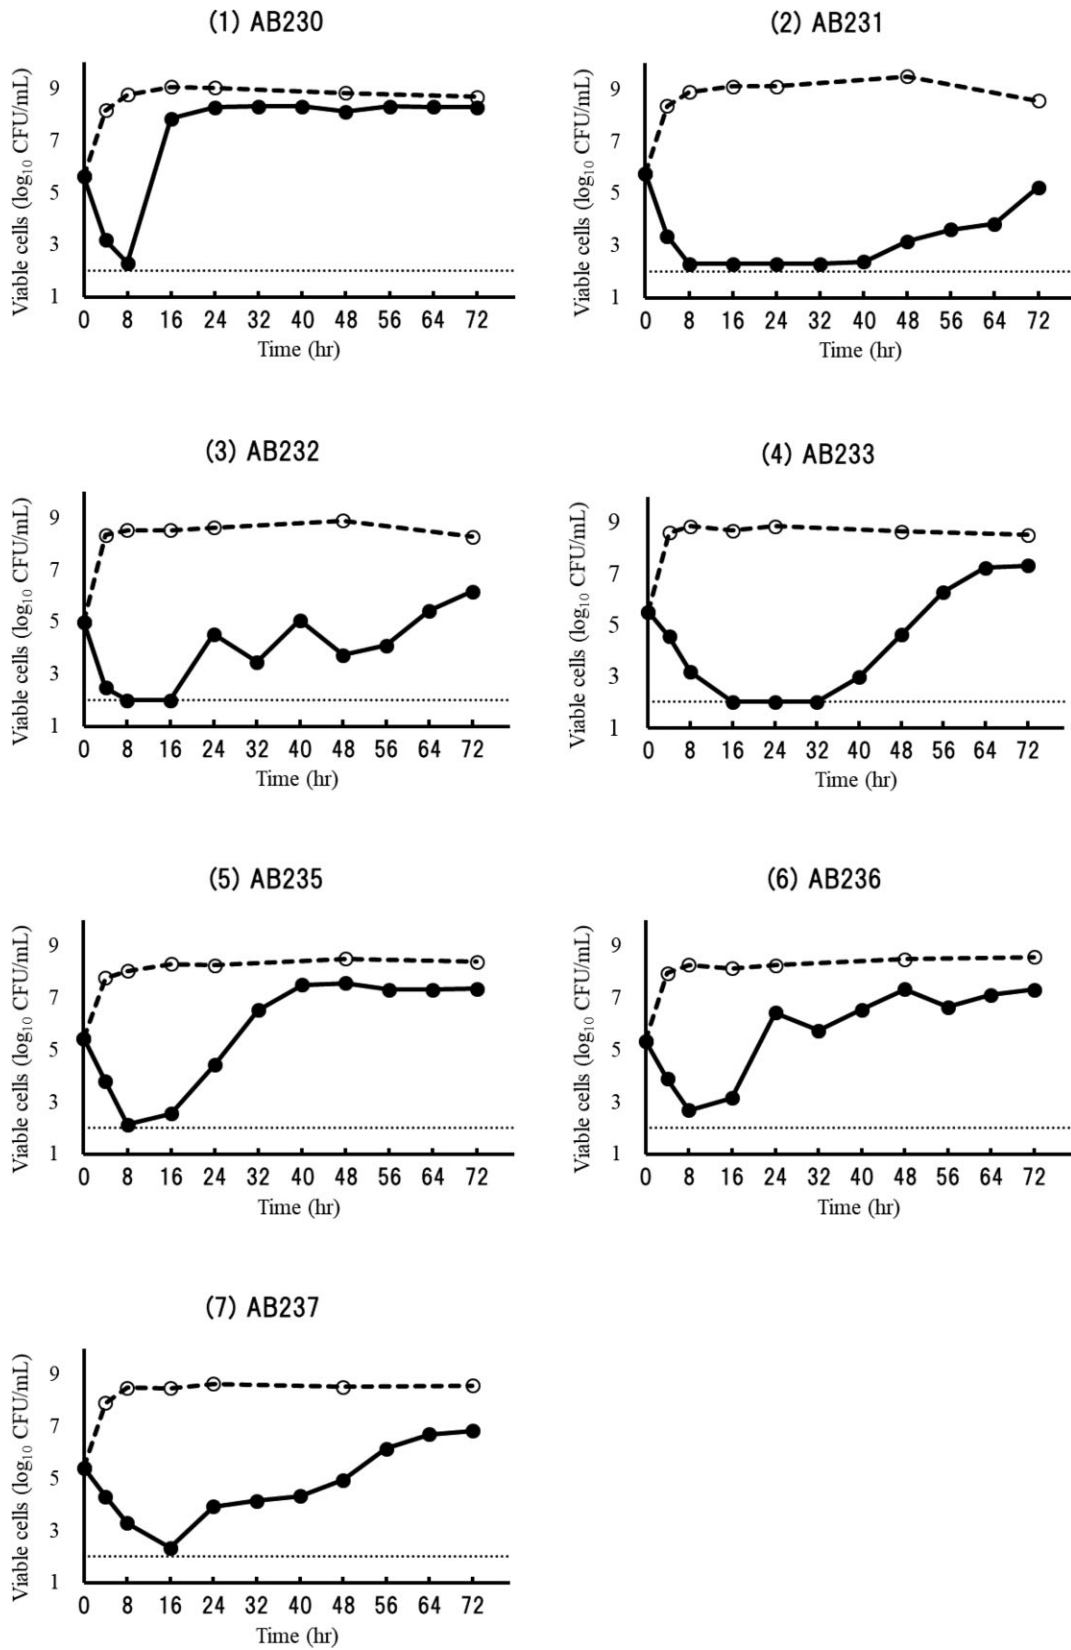 (1) AB230
Viable cells (log₁₀ CFU/mL)
9
7
5
3
1
0 8 16 24 32 40 48 56 64 72
Time (hr)
(2) AB231
Viable cells (log₁₀ CFU/mL)
9
7
5
3
1
0 8 16 24 32 40 48 56 64 72
Time (hr)
(3) AB232
Viable cells (log₁₀ CFU/mL)
9
7
5
3
1
0 8 16 24 32 40 48 56 64 72
Time (hr)
(4) AB233
Viable cells (log₁₀ CFU/mL)
9
7
5
3
1
0 8 16 24 32 40 48 56 64 72
Time (hr)
(5) AB235
Viable cells (log₁₀ CFU/mL)
9
7
5
3
1
0 8 16 24 32 40 48 56 64 72
Time (hr)
(6) AB236
Viable cells (log₁₀ CFU/mL)
9
7
5
3
1
0 8 16 24 32 40 48 56 64 72
Time (hr)
(7) AB237
Viable cells (log₁₀ CFU/mL)
9
7
5
3
1
0 8 16 24 32 40 48 56 64 72
Time (hr)